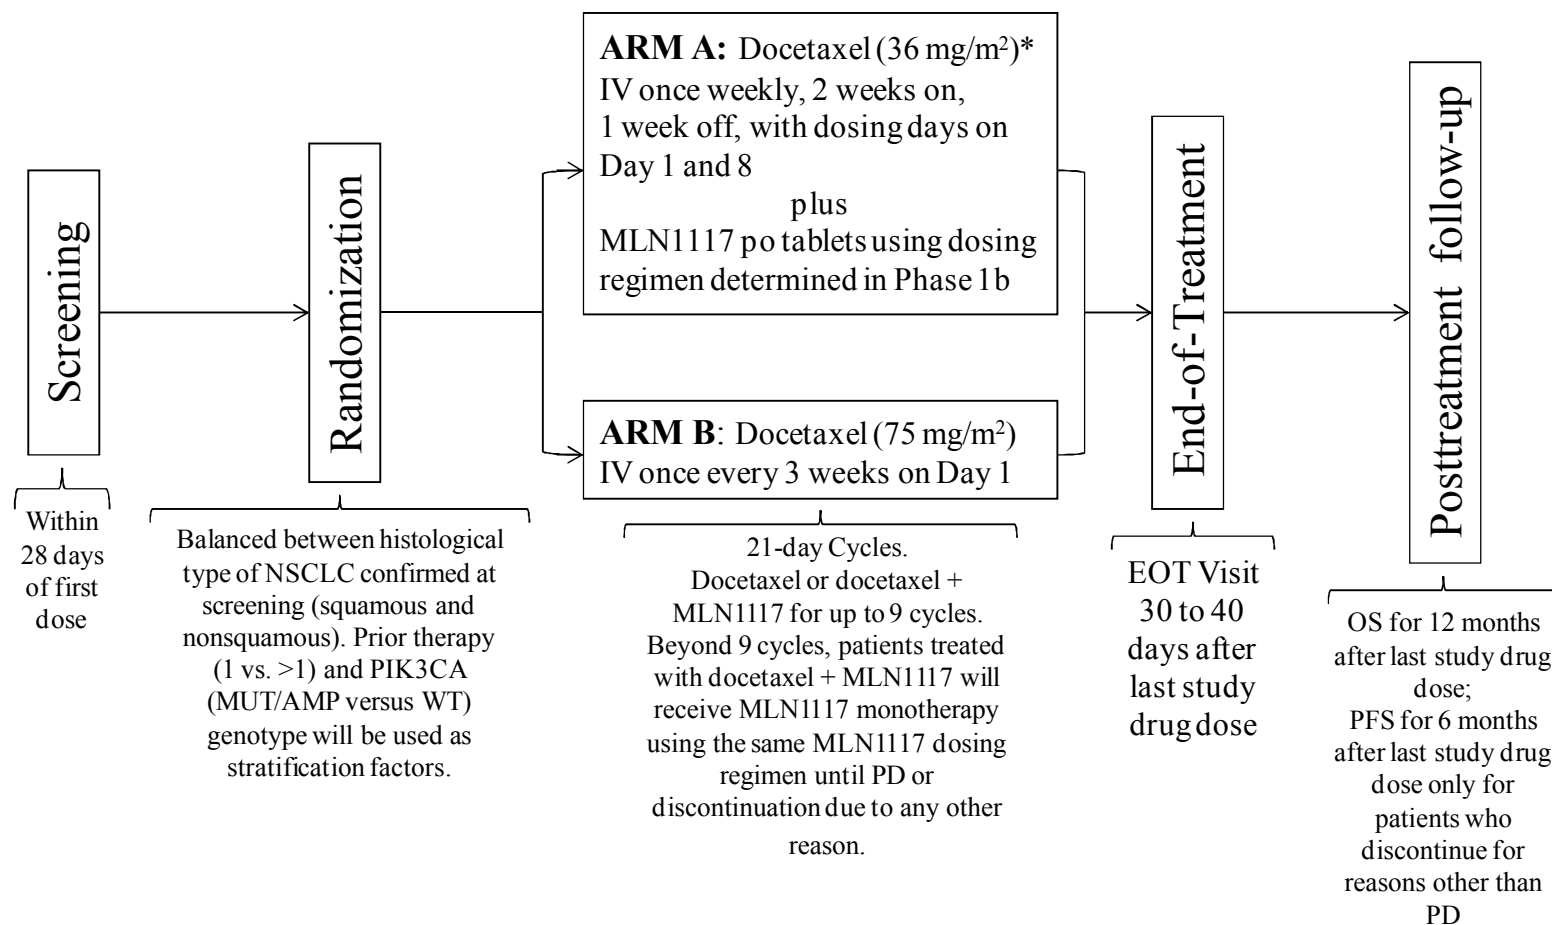 Screening
Within
28 days
of first
dose
Randomization
Balanced between histological
type of NSCLC confirmed at
screening (squamous and
nonsquamous). Prior therapy
(1 vs. >1) and PIK3CA
(MUT/AMP versus WT)
genotype will be used as
stratification factors.
ARM A: Docetaxel (36 mg/m²)*
IV once weekly, 2 weeks on,
1 week off, with dosing days on
Day 1 and 8
plus
MLN1117 po tablets using dosing
regimen determined in Phase 1b
ARM B: Docetaxel (75 mg/m²)
IV once every 3 weeks on Day 1
21-day Cycles.
Docetaxel or docetaxel +
MLN1117 for up to 9 cycles.
Beyond 9 cycles, patients treated
with docetaxel + MLN1117 will
receive MLN1117 monotherapy
using the same MLN1117 dosing
regimen until PD or
discontinuation due to any other
reason.
End-of-Treatment
EOT Visit
30 to 40
days after
last study
drug dose
Posttreatment follow-up
OS for 12 months
after last study drug
dose;
PFS for 6 months
after last study drug
dose only for
patients who
discontinue for
reasons other than
PD